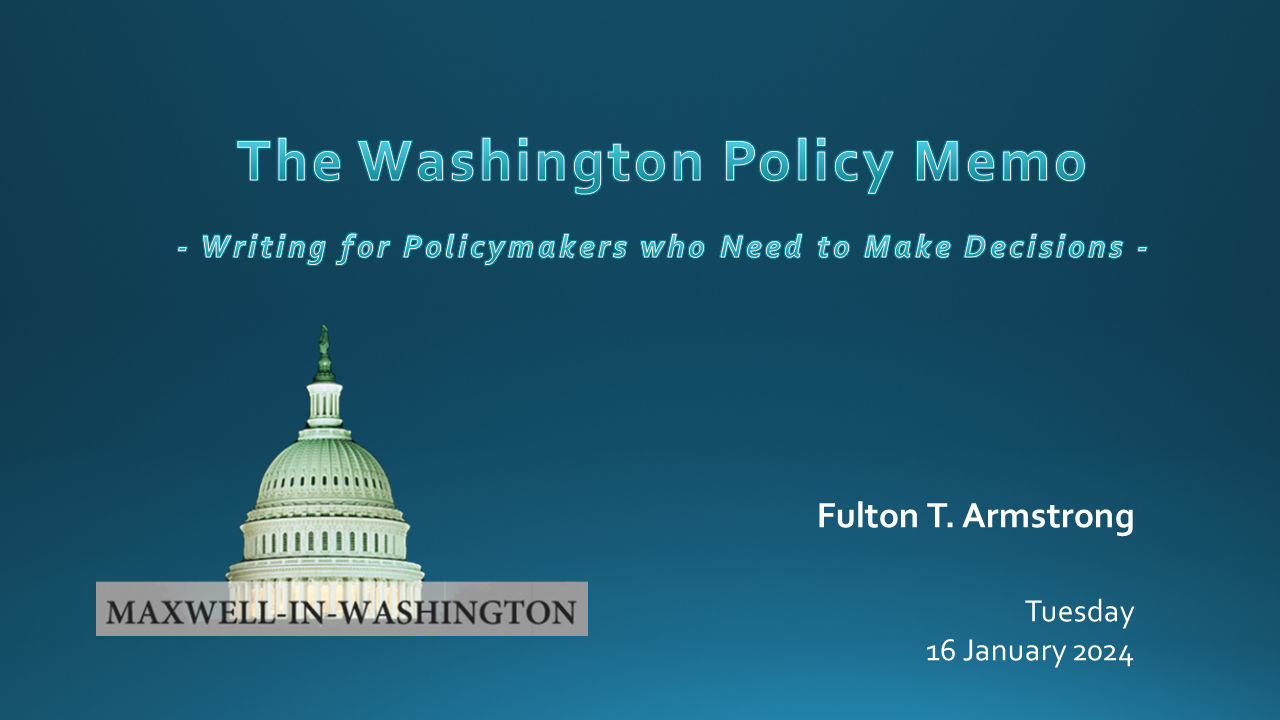 The Washington Policy Memo
- Writing for Policymakers who Need to Make Decisions -
Fulton T. Armstrong
MAXWELL-IN-WASHINGTON
Tuesday
16 January 2024